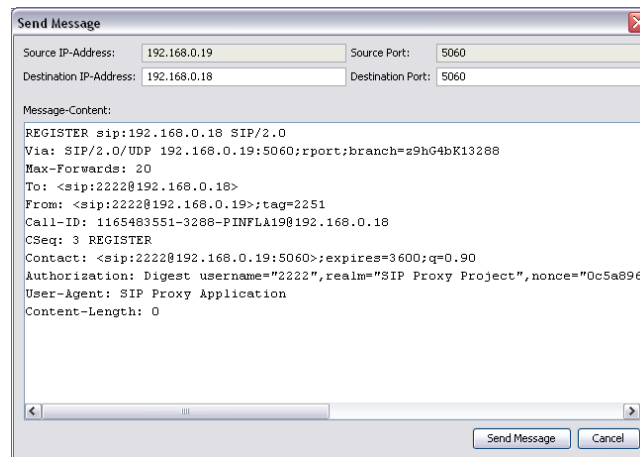 Send Message
Source IP-Address: 192.168.0.19 Source Port: 5060
Destination IP-Address: 192.168.0.18 Destination Port: 5060
Message-Content:
REGISTER sip:192.168.0.18 SIP/2.0
Via: SIP/2.0/UDP 192.168.0.19:5060;rport;branch=z9hG4bK13288
Max-Forwards: 20
To: <sip:2222@192.168.0.18>
From: <sip:2222@192.168.0.19>;tag=2251
Call-ID: 1165483551-3288-PINFLA19@192.168.0.18
CSeq: 3 REGISTER
Contact: <sip:2222@192.168.0.19:5060>;expires=3600;q=0.90
Authorization: Digest username="2222",realm="SIP Proxy Project",nonce="0c5a896
User-Agent: SIP Proxy Application
Content-Length: 0
Send Message Cancel